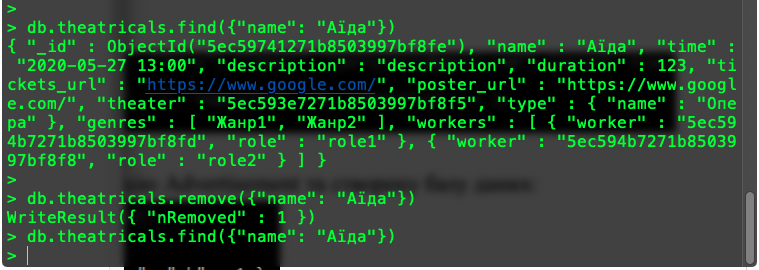 >
> db.theatricals.find({"name": "Аїда"})
{ "_id" : ObjectId("5ec59741271b8503997bf8fe"), "name" : "Аїда", "time" :
 "2020-05-27 13:00", "description" : "description", "duration" : 123, "ti
ckets_url" : "https://www.google.com/", "poster_url" : "https://www.googl
e.com/", "theater" : "5ec593e7271b8503997bf8f5", "type" : { "name" : "Опе
ра" }, "genres" : [ "Жанр1", "Жанр2" ], "workers" : [ { "worker" : "5ec59
4b7271b8503997bf8fd", "role" : "role1" }, { "worker" : "5ec594b7271b85039
97bf8f8", "role" : "role2" } ] }
>
> db.theatricals.remove({"name": "Аїда"})
WriteResult({ "nRemoved" : 1 })
> db.theatricals.find({"name": "Аїда"})
>